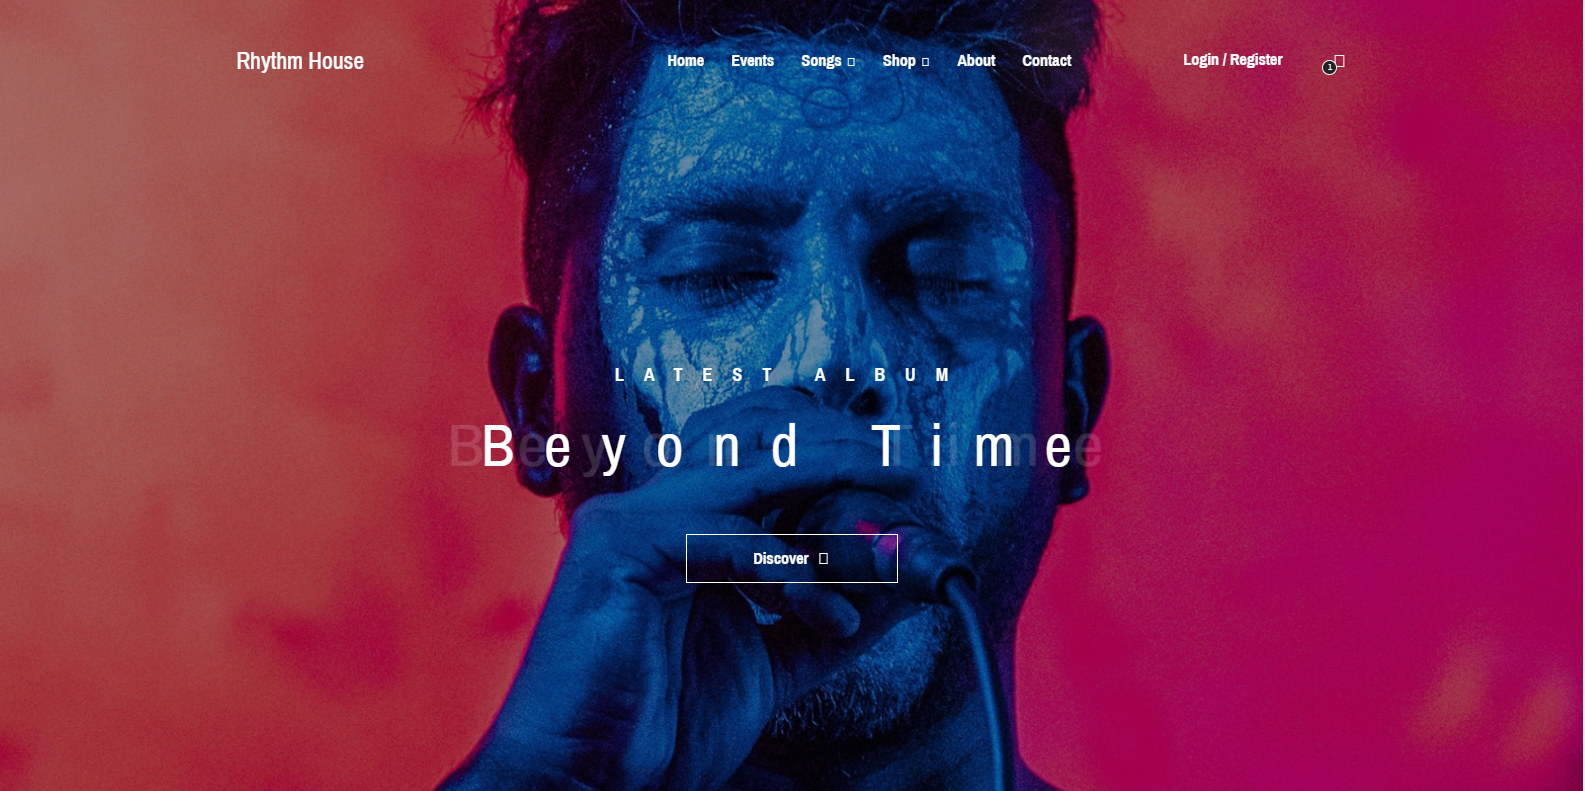 Rhythm House
Home Events Songs Shop About Contact
Login / Register
1
LATEST ALBUM
Beyond Time
Discover